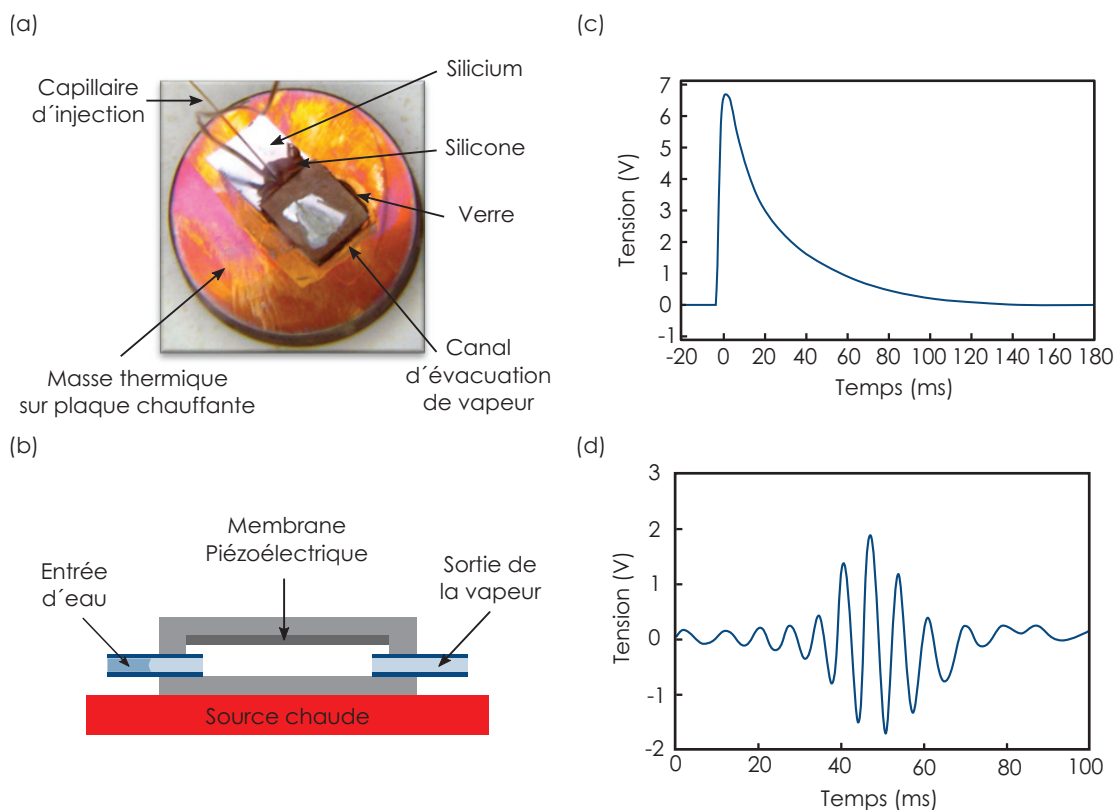 (a)
Capillaire
d´injection
Silicium
Silicone
Verre
Canal
d´évacuation
de vapeur
Masse thermique
sur plaque chauffante
(b)
Membrane
Piézoélectrique
Entrée
d´eau
Sortie de
la vapeur
Source chaude
(c)
Tension (V)
7
6
5
4
3
2
1
0
-1
-20 0 20 40 60 80 100 120 140 160 180
Temps (ms)
(d)
Tension (V)
3
2
1
0
-1
-2
0 20 40 60 80 100
Temps (ms)